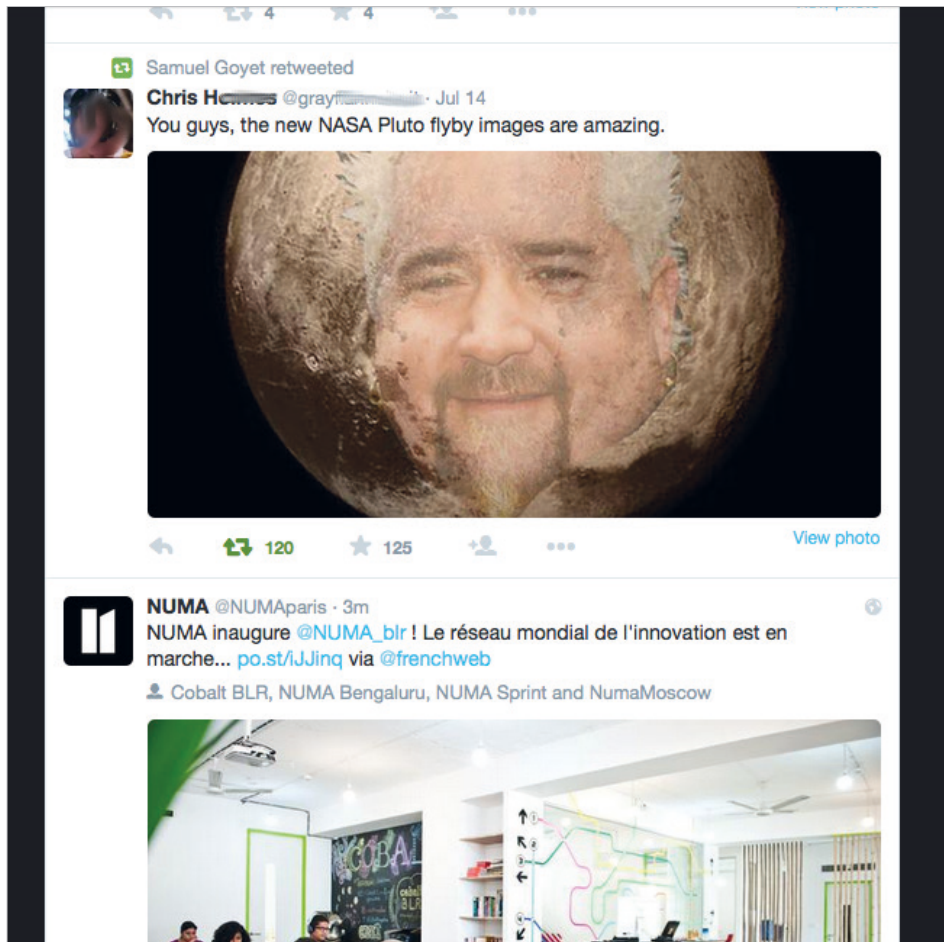 4 4
Samuel Goyet retweeted
Chris · Jul 14
You guys, the new NASA Pluto flyby images are amazing.
120 125
View photo
NUMA @NUMAparis · 3m
NUMA inaugure @NUMA_blr ! Le réseau mondial de l'innovation est en
marche... po.st/iJJinq via @frenchweb
Cobalt BLR, NUMA Bengaluru, NUMA Sprint and NumaMoscow
COBA